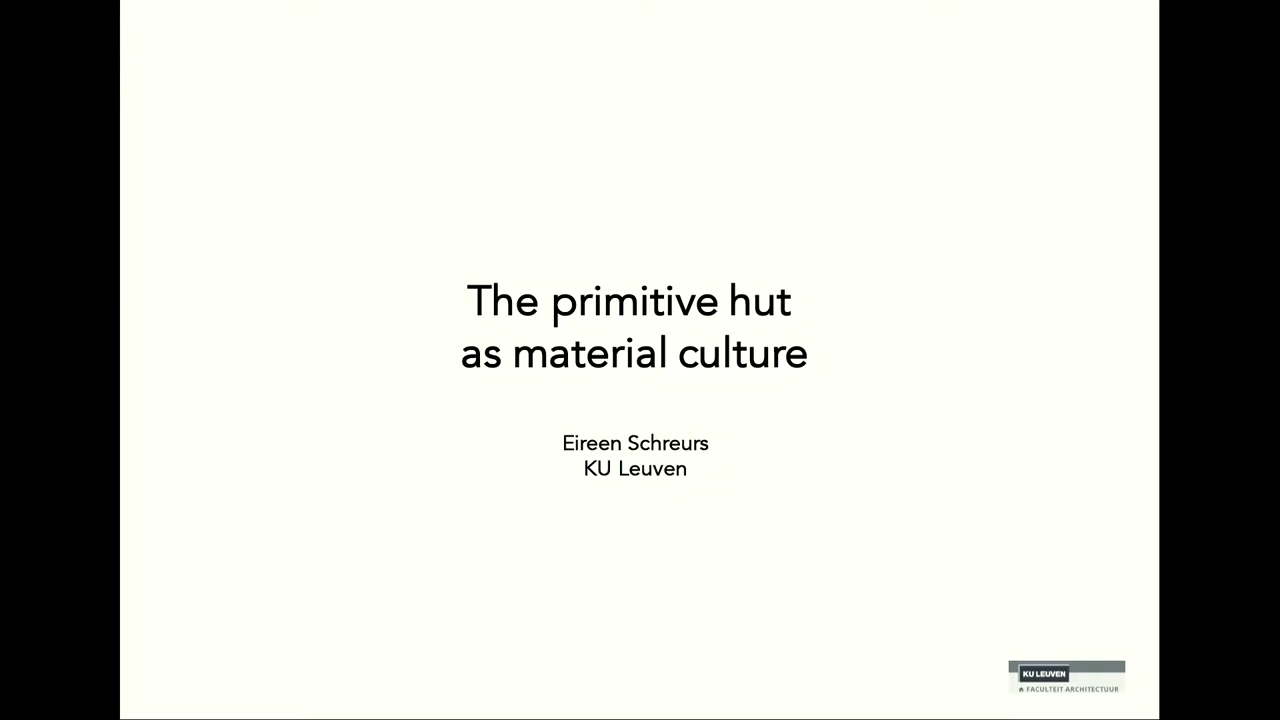 The primitive hut
as material culture
Eireen Schreurs
KU Leuven
KU LEUVEN
FACULTEIT ARCHITECTUUR